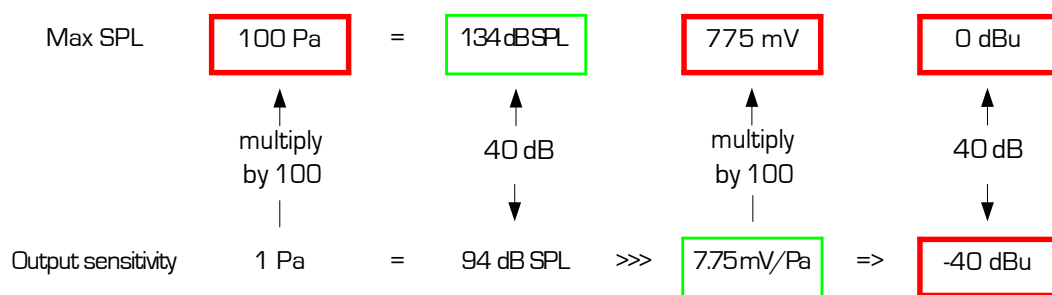 Max SPL 100 Pa = 134 dB SPL 775 mV 0 dBu
multiply by 100 40 dB multiply by 100 40 dB
Output sensitivity 1 Pa = 94 dB SPL >>> 7.75 mV/Pa => -40 dBu